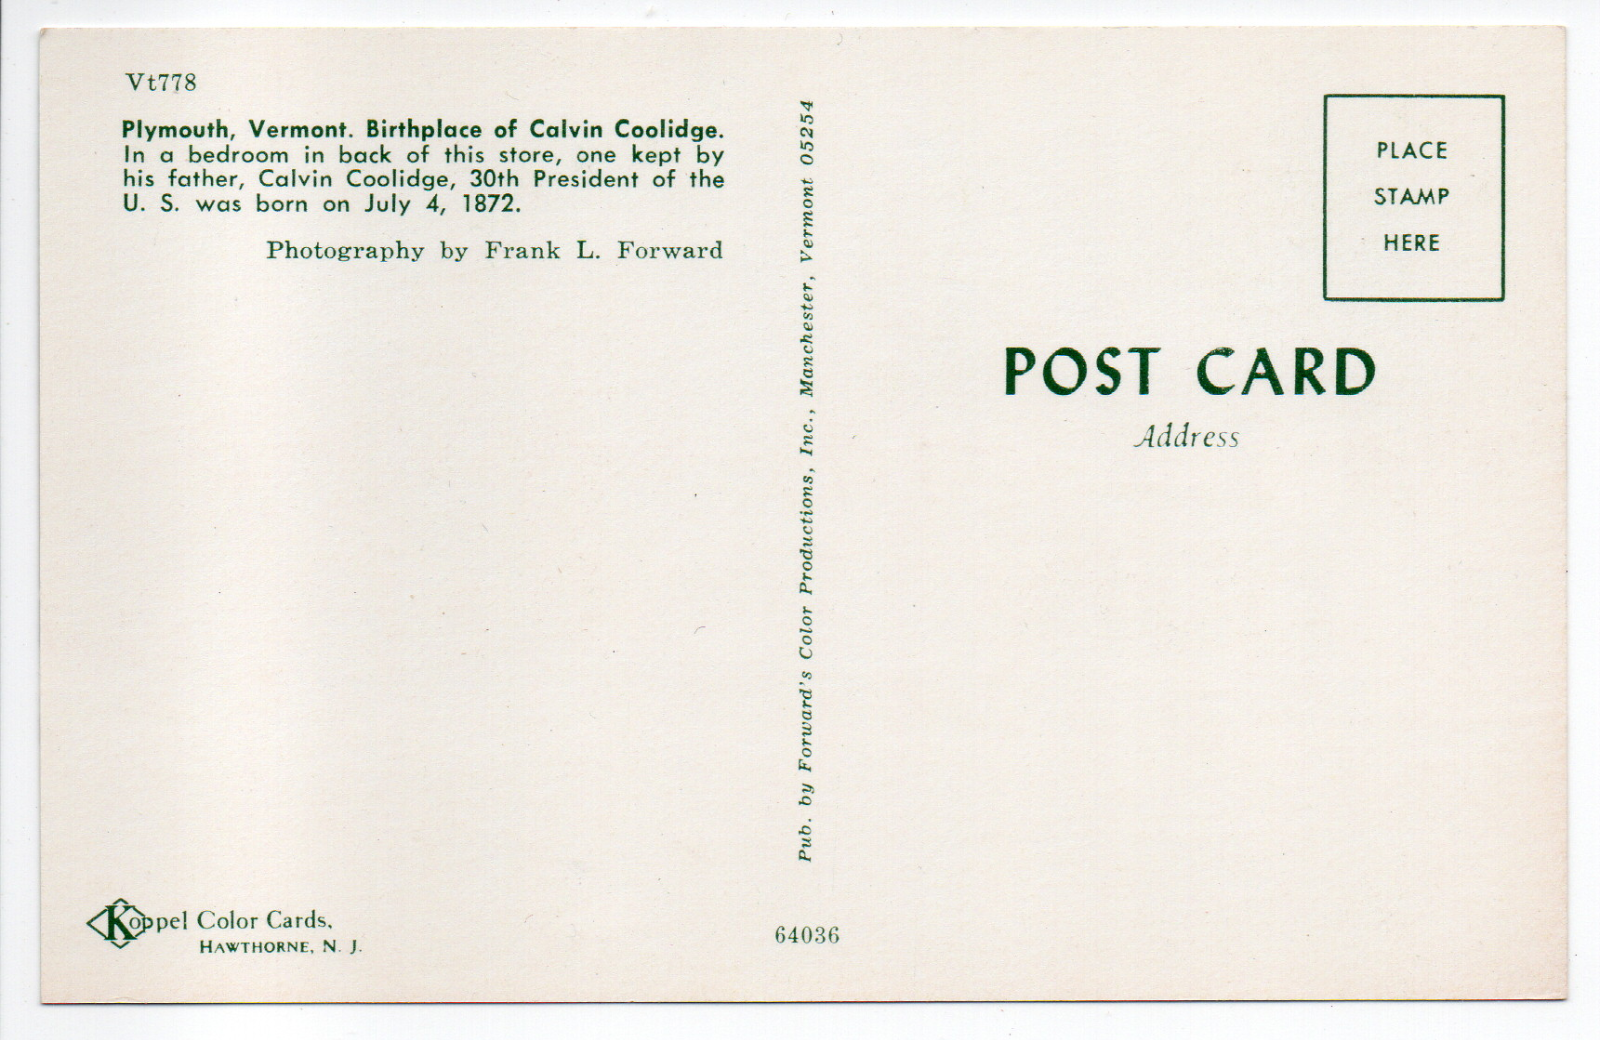 Vt778
Plymouth, Vermont. Birthplace of Calvin Coolidge.
In a bedroom in back of this store, one kept by
his father, Calvin Coolidge, 30th President of the
U. S. was born on July 4, 1872.
Photography by Frank L. Forward
Koppel Color Cards,
HAWTHORNE, N. J.
Pub. by Forward's Color Productions, Inc., Manchester, Vermont 05254
64036
PLACE
STAMP
HERE
POST CARD
Address